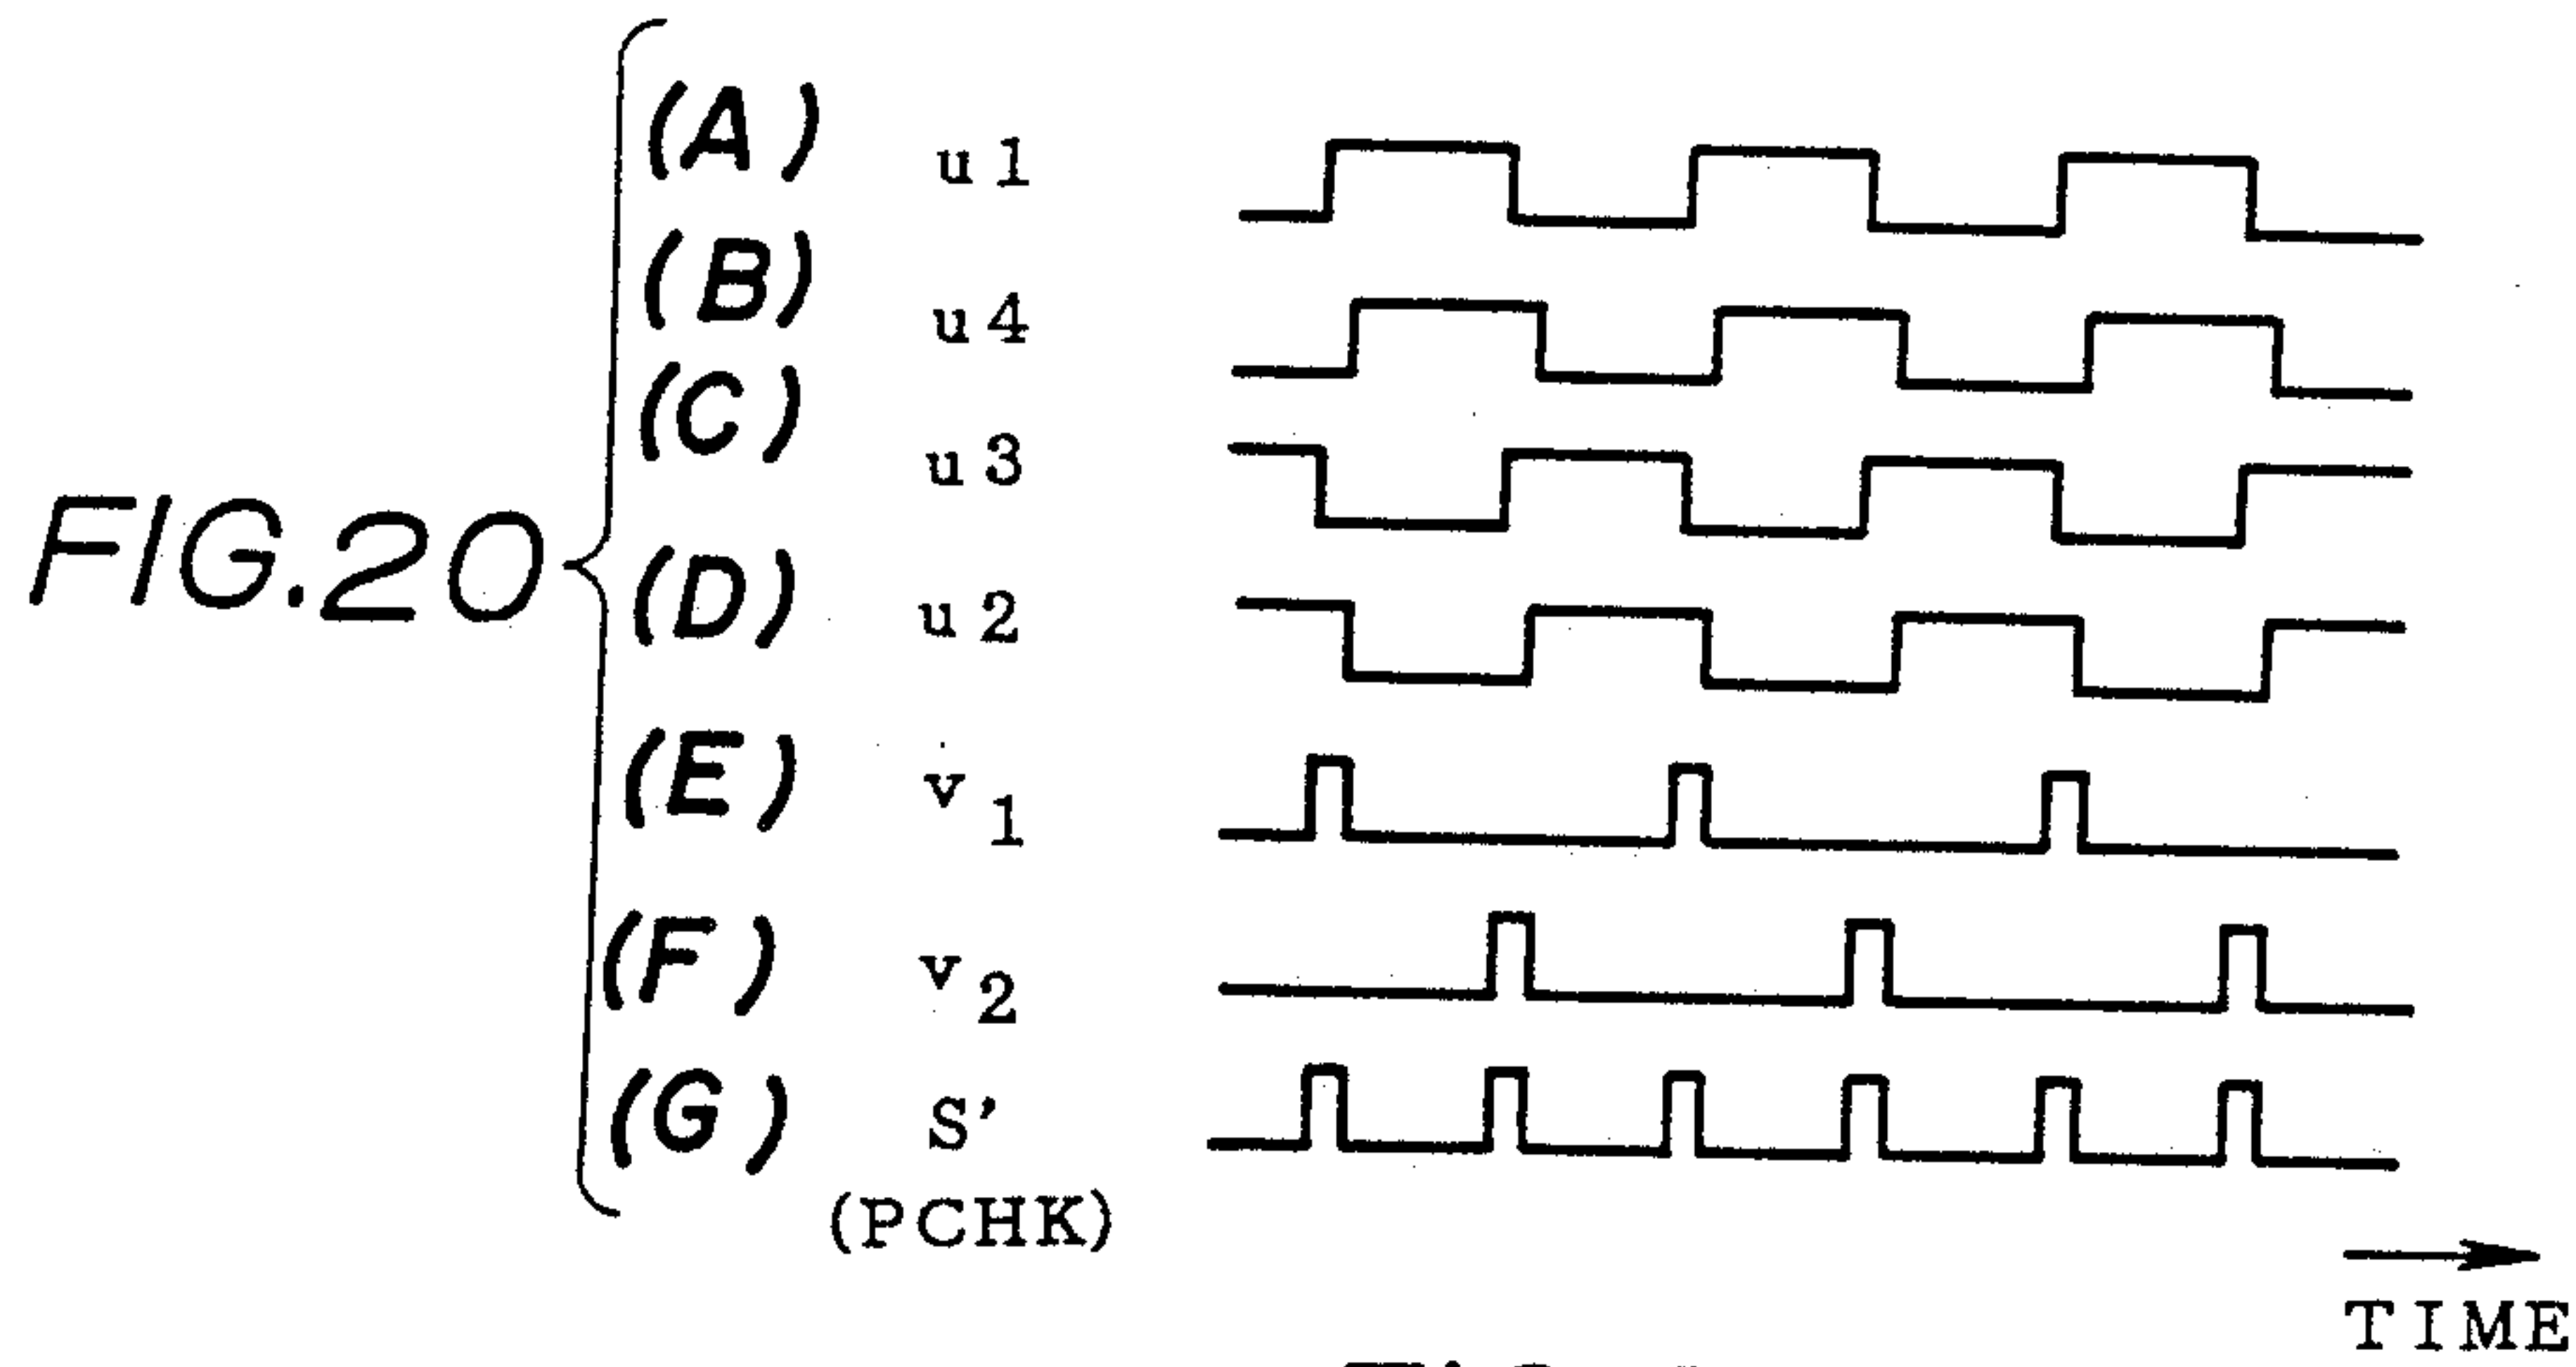 FIG.20
(A) u1
(B) u4
(C) u3
(D) u2
(E) v1
(F) v2
(G) S'
(PCHK)
TIME